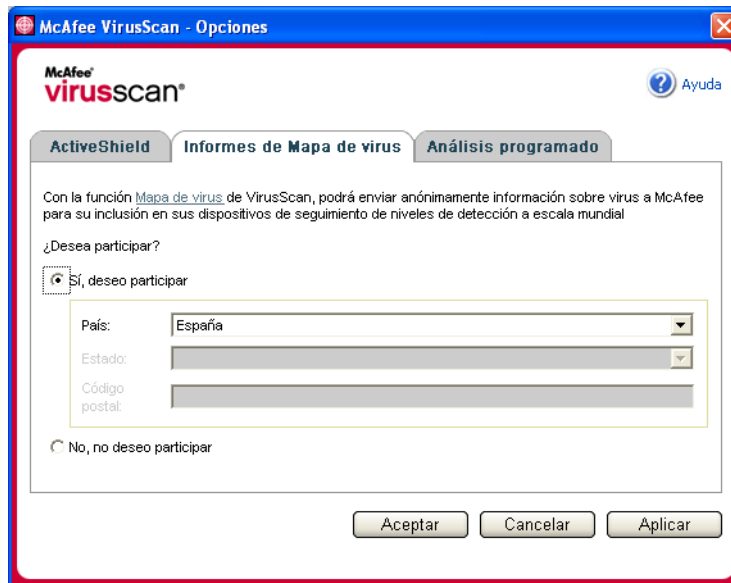 McAfee VirusScan - Opciones
McAfee®
virusscan®
Ayuda
ActiveShield
Informes de Mapa de virus
Análisis programado
Con la función Mapa de virus de VirusScan, podrá enviar anónimamente información sobre virus a McAfee
para su inclusión en sus dispositivos de seguimiento de niveles de detección a escala mundial
¿Desea participar?
Sí, deseo participar
País:
España
Estado:
Código
postal:
No, no deseo participar
Aceptar
Cancelar
Aplicar